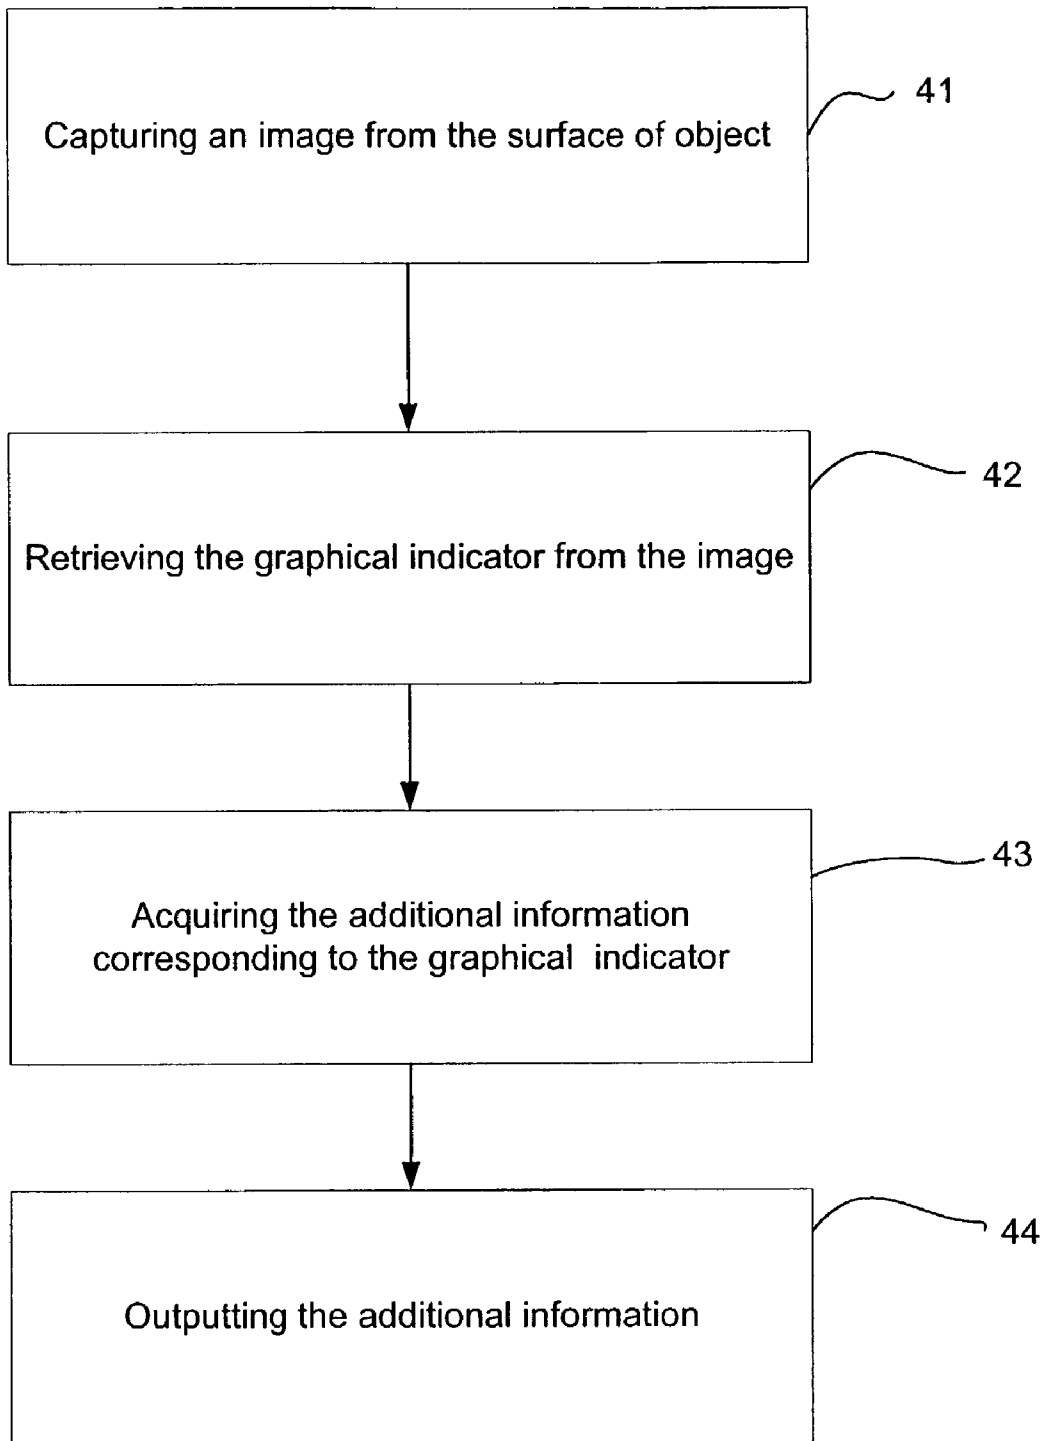 Capturing an image from the surface of object
41
Retrieving the graphical indicator from the image
42
Acquiring the additional information
corresponding to the graphical indicator
43
Outputting the additional information
44